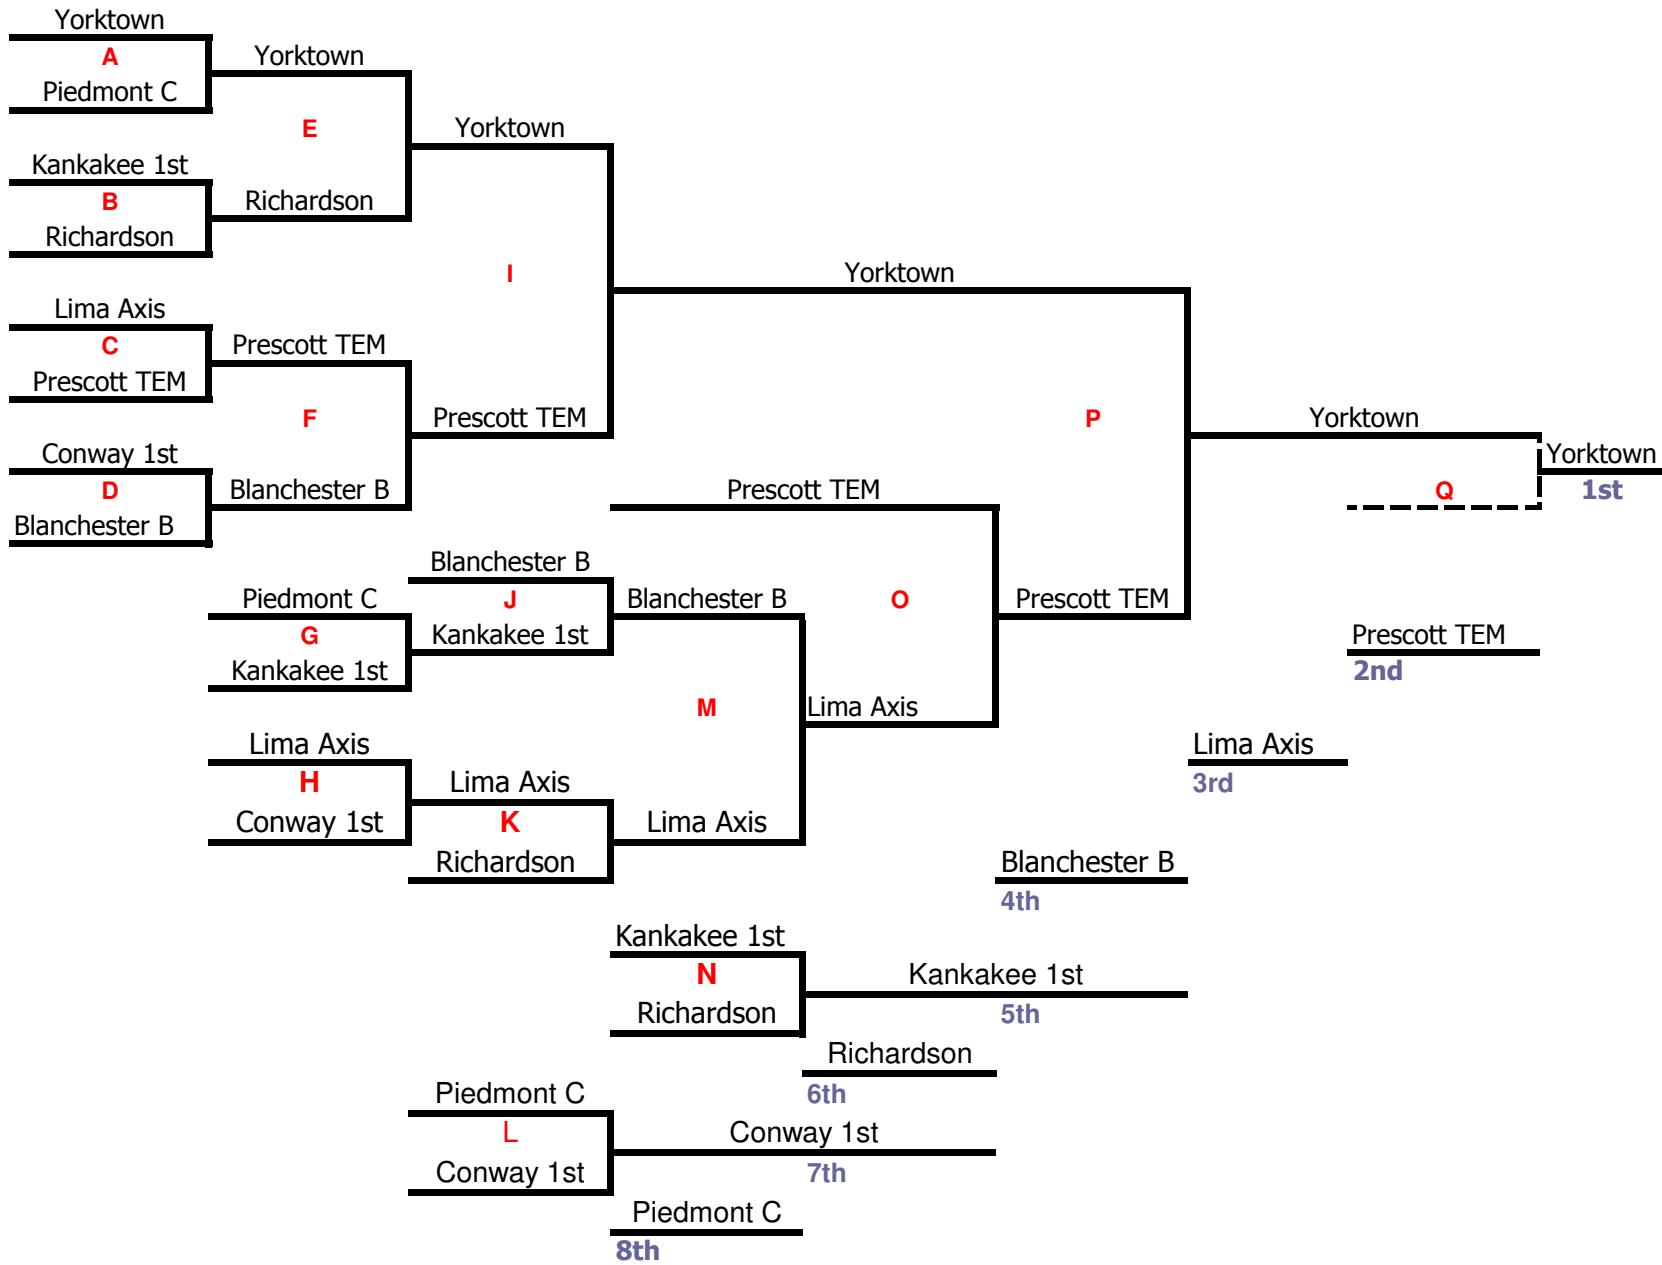 Yorktown
A
Piedmont C
Yorktown
E
Kankakee 1st
B
Richardson
Richardson
Yorktown
I
Lima Axis
C
Prescott TEM
Prescott TEM
F
Conway 1st
D
Blanchester B
Blanchester B
Prescott TEM
Yorktown
P
Yorktown
Q
Yorktown
1st
Prescott TEM
Blanchester B
J
Kankakee 1st
Piedmont C
G
Kankakee 1st
Blanchester B
O
Prescott TEM
Prescott TEM
2nd
M
Lima Axis
Lima Axis
H
Conway 1st
Lima Axis
K
Richardson
Lima Axis
Lima Axis
3rd
Blanchester B
4th
Kankakee 1st
N
Richardson
Kankakee 1st
5th
Richardson
6th
Piedmont C
L
Conway 1st
Conway 1st
7th
Piedmont C
8th